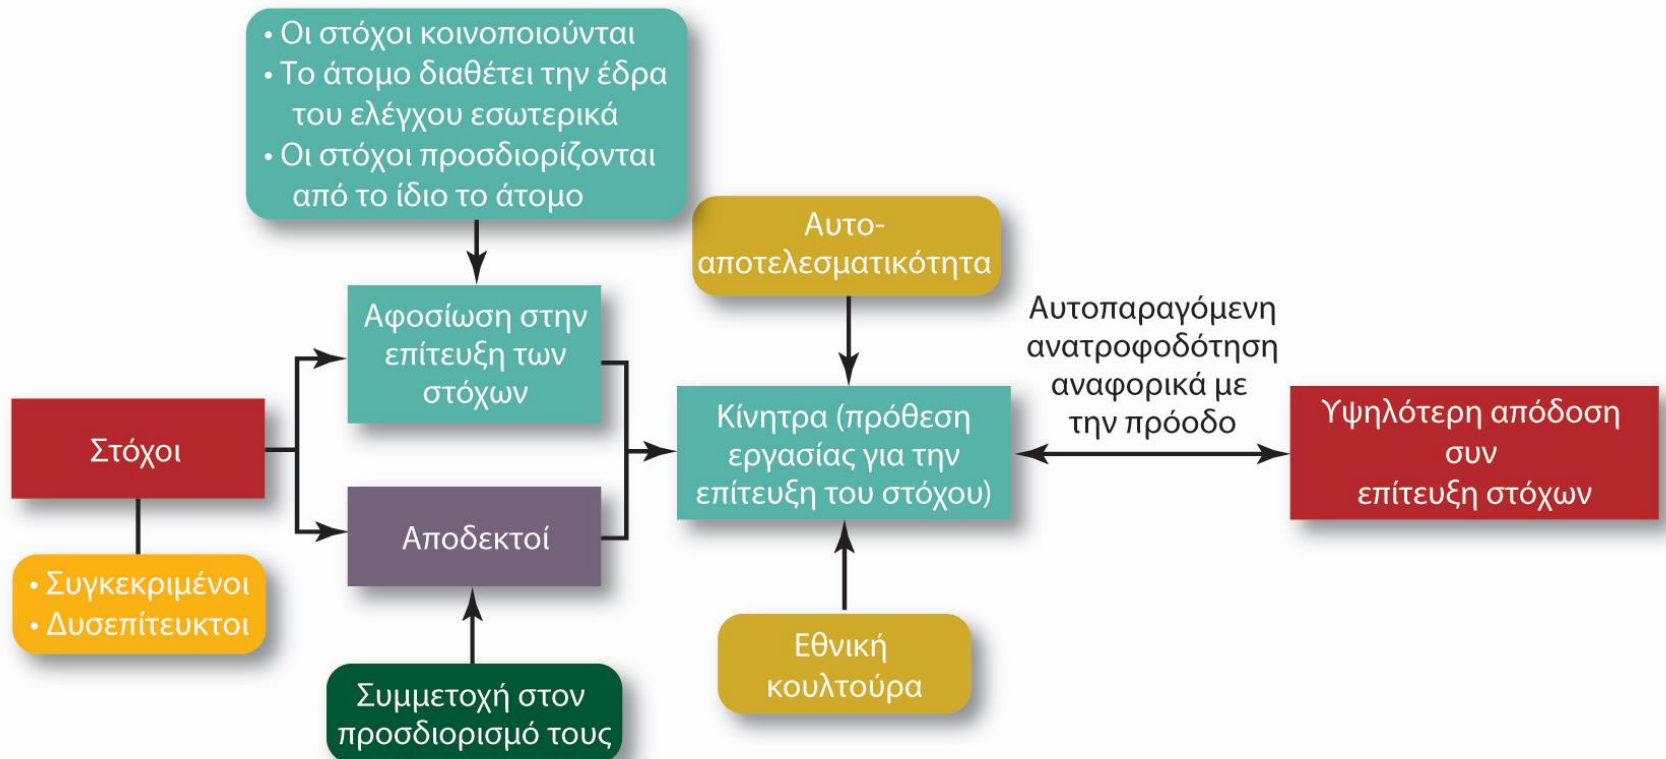 • Οι στόχοι κοινοποιούνται
• Το άτομο διαθέτει την έδρα
του ελέγχου εσωτερικά
• Οι στόχοι προσδιορίζονται
από το ίδιο το άτομο
Αυτο-
αποτελεσματικότητα
Αφοσίωση στην
επίτευξη των
στόχων
Αυτοπαραγόμενη
ανατροφοδότηση
αναφορικά με
την πρόοδο
Στόχοι
Κίνητρα (πρόθεση
εργασίας για την
επίτευξη του στόχου)
Υψηλότερη απόδοση
συν
επίτευξη στόχων
Αποδεκτοί
• Συγκεκριμένοι
• Δυσεπίτευκτοι
Εθνική
κουλτούρα
Συμμετοχή στον
προσδιορισμό τους